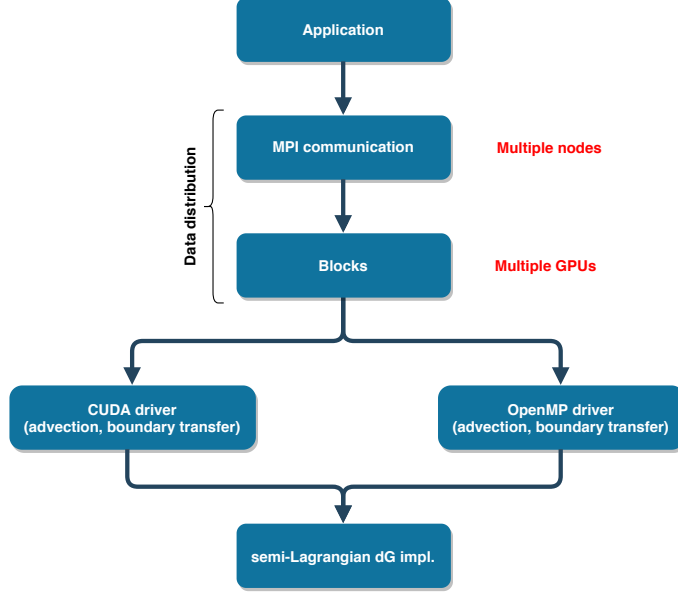 Application
MPI communication
Multiple nodes
Data distribution
Blocks
Multiple GPUs
CUDA driver
(advection, boundary transfer)
OpenMP driver
(advection, boundary transfer)
semi-Lagrangian dG impl.